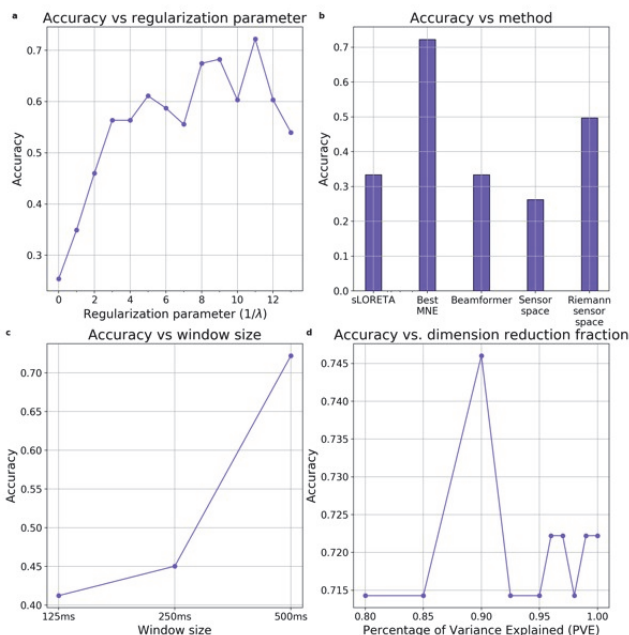 a
Accuracy vs regularization parameter
0.7
0.6
0.5
0.4
0.3
Accuracy
0 2 4 6 8 10 12
Regularization parameter (1/λ)
b
Accuracy vs method
0.7
0.6
0.5
0.4
0.3
0.2
0.1
0.0
Accuracy
sLORETA
Best
MNE
Beamformer
Sensor
space
Riemann
sensor
space
c
Accuracy vs window size
0.70
0.65
0.60
0.55
0.50
0.45
0.40
Accuracy
125ms 250ms 500ms
Window size
d
Accuracy vs. dimension reduction fraction
0.745
0.740
0.735
0.730
0.725
0.720
0.715
Accuracy
0.80 0.85 0.90 0.95 1.00
Percentage of Variance Explained (PVE)